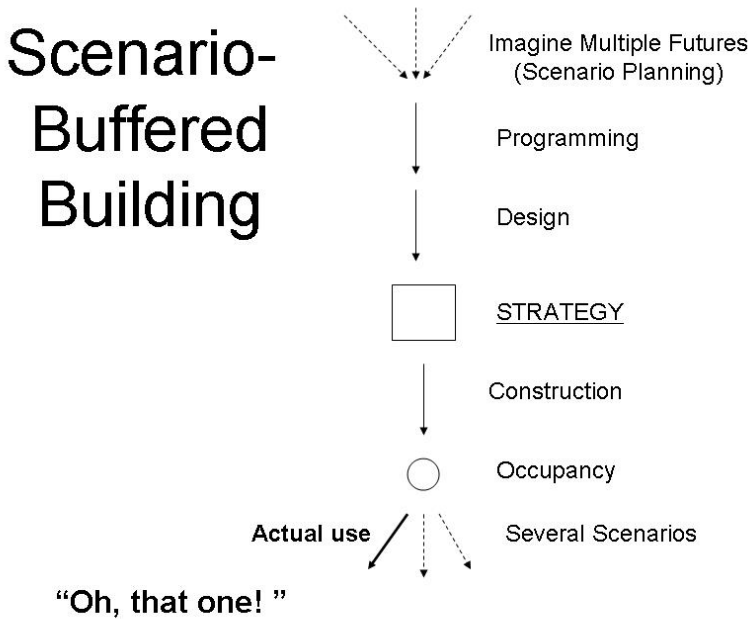 Scenario-
Buffered
Building
Imagine Multiple Futures
(Scenario Planning)
Programming
Design
STRATEGY
Construction
Occupancy
Actual use
Several Scenarios
“Oh, that one! ”